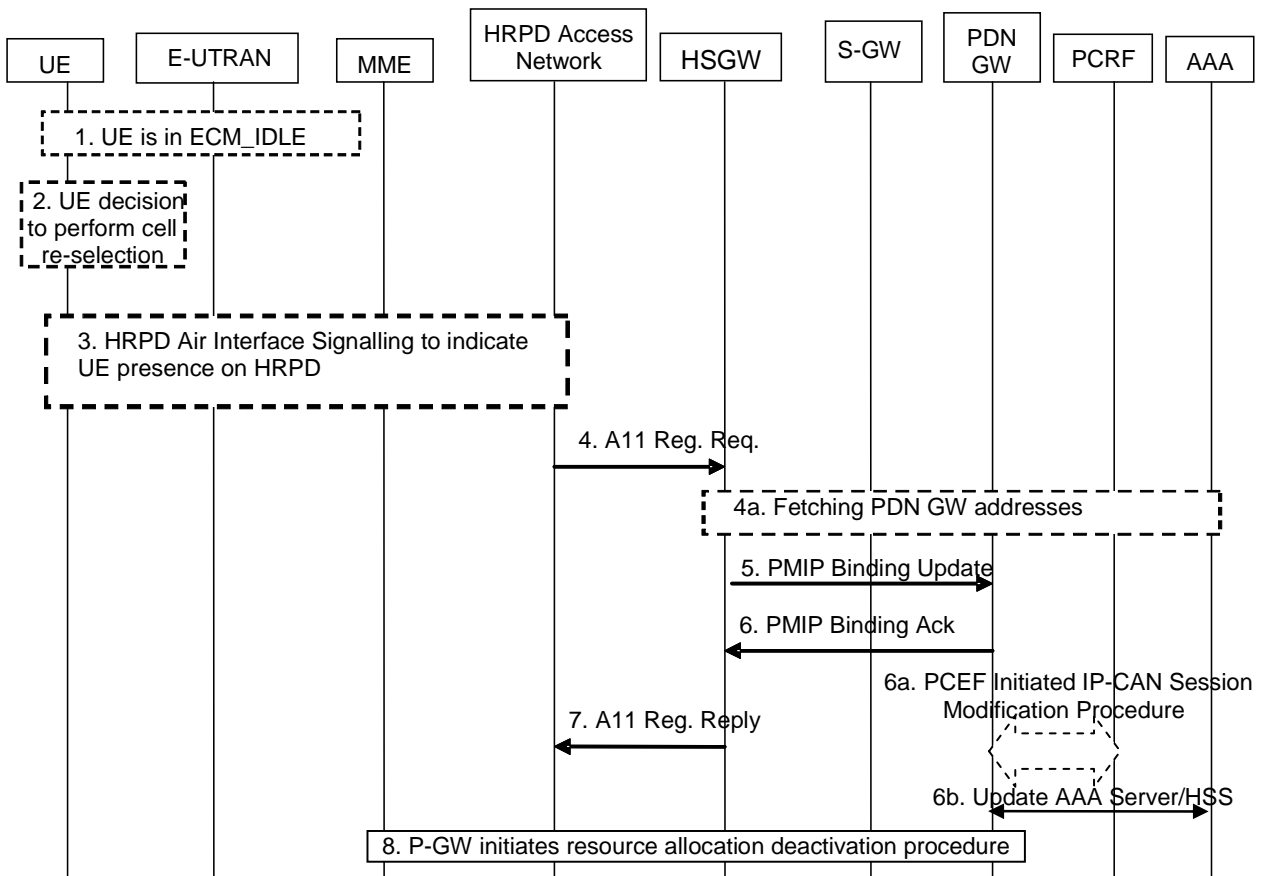 UE
E-UTRAN
MME
HRPD Access
Network
HSGW
S-GW
PDN
GW
PCRF
AAA
1. UE is in ECM_IDLE
2. UE decision
to perform cell
re-selection
3. HRPD Air Interface Signalling to indicate
UE presence on HRPD
4. A11 Reg. Req.
4a. Fetching PDN GW addresses
5. PMIP Binding Update
6. PMIP Binding Ack
6a. PCEF Initiated IP-CAN Session
Modification Procedure
7. A11 Reg. Reply
6b. Update AAA Server/HSS
8. P-GW initiates resource allocation deactivation procedure